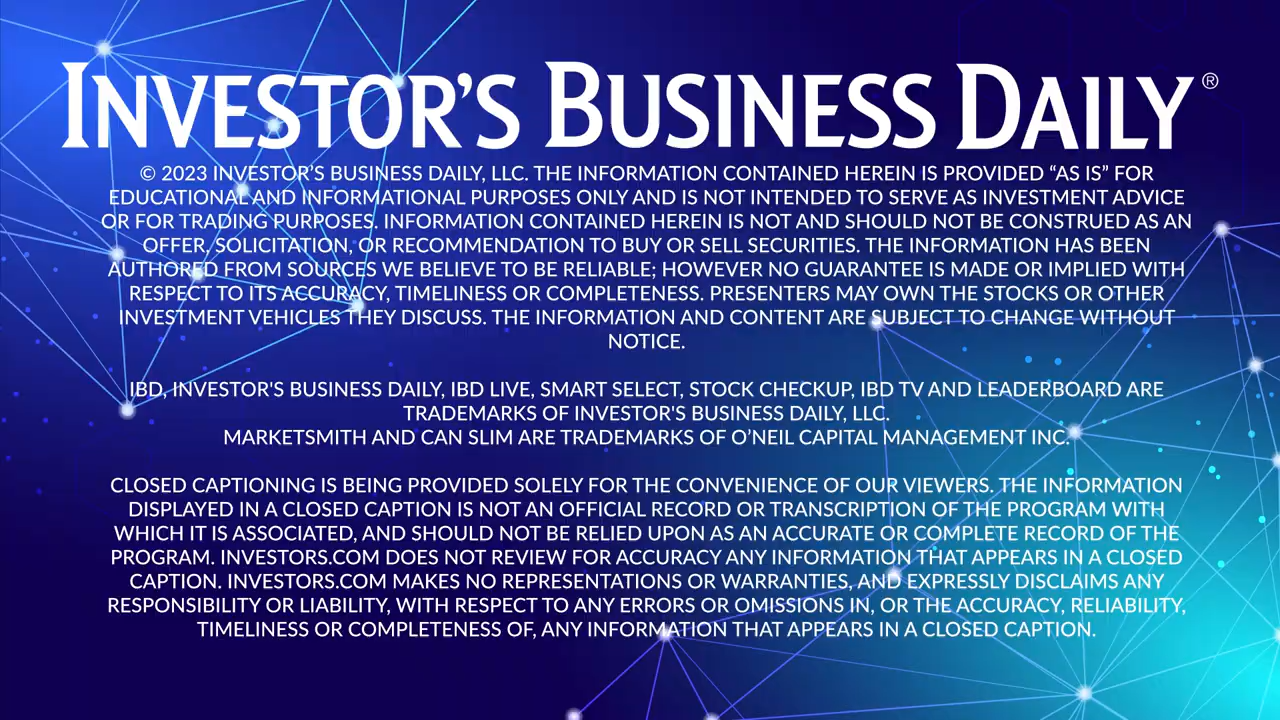 INVESTOR'S BUSINESS DAILY®
© 2023 INVESTOR’S BUSINESS DAILY, LLC. THE INFORMATION CONTAINED HEREIN IS PROVIDED “AS IS” FOR
EDUCATIONAL AND INFORMATIONAL PURPOSES ONLY AND IS NOT INTENDED TO SERVE AS INVESTMENT ADVICE
OR FOR TRADING PURPOSES. INFORMATION CONTAINED HEREIN IS NOT AND SHOULD NOT BE CONSTRUED AS AN
OFFER, SOLICITATION, OR RECOMMENDATION TO BUY OR SELL SECURITIES. THE INFORMATION HAS BEEN
AUTHORED FROM SOURCES WE BELIEVE TO BE RELIABLE; HOWEVER NO GUARANTEE IS MADE OR IMPLIED WITH
RESPECT TO ITS ACCURACY, TIMELINESS OR COMPLETENESS. PRESENTERS MAY OWN THE STOCKS OR OTHER
INVESTMENT VEHICLES THEY DISCUSS. THE INFORMATION AND CONTENT ARE SUBJECT TO CHANGE WITHOUT
NOTICE.
IBD, INVESTOR'S BUSINESS DAILY, IBD LIVE, SMART SELECT, STOCK CHECKUP, IBD TV AND LEADERBOARD ARE
TRADEMARKS OF INVESTOR'S BUSINESS DAILY, LLC.
MARKETSMITH AND CAN SLIM ARE TRADEMARKS OF O’NEIL CAPITAL MANAGEMENT INC.
CLOSED CAPTIONING IS BEING PROVIDED SOLELY FOR THE CONVENIENCE OF OUR VIEWERS. THE INFORMATION
DISPLAYED IN A CLOSED CAPTION IS NOT AN OFFICIAL RECORD OR TRANSCRIPTION OF THE PROGRAM WITH
WHICH IT IS ASSOCIATED, AND SHOULD NOT BE RELIED UPON AS AN ACCURATE OR COMPLETE RECORD OF THE
PROGRAM. INVESTORS.COM DOES NOT REVIEW FOR ACCURACY ANY INFORMATION THAT APPEARS IN A CLOSED
CAPTION. INVESTORS.COM MAKES NO REPRESENTATIONS OR WARRANTIES, AND EXPRESSLY DISCLAIMS ANY
RESPONSIBILITY OR LIABILITY, WITH RESPECT TO ANY ERRORS OR OMISSIONS IN, OR THE ACCURACY, RELIABILITY,
TIMELINESS OR COMPLETENESS OF, ANY INFORMATION THAT APPEARS IN A CLOSED CAPTION.